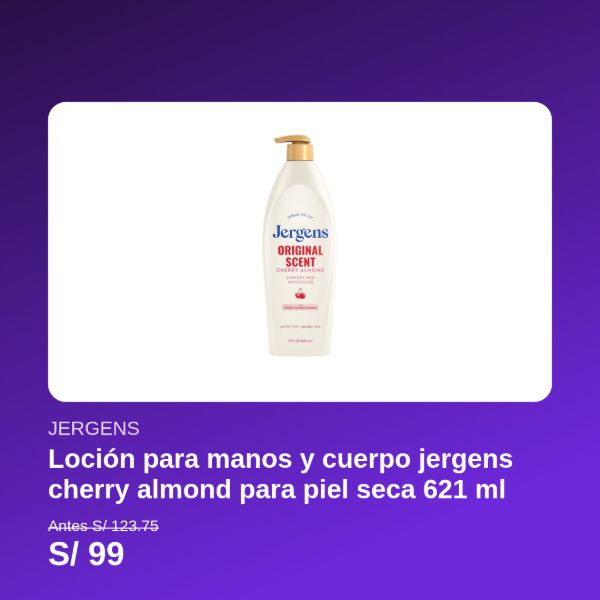 Jergens
ORIGINAL
SCENT
CHERRY ALMOND
JERGENS
Loción para manos y cuerpo jergens
cherry almond para piel seca 621 ml
Antes S/ 123.75
S/ 99